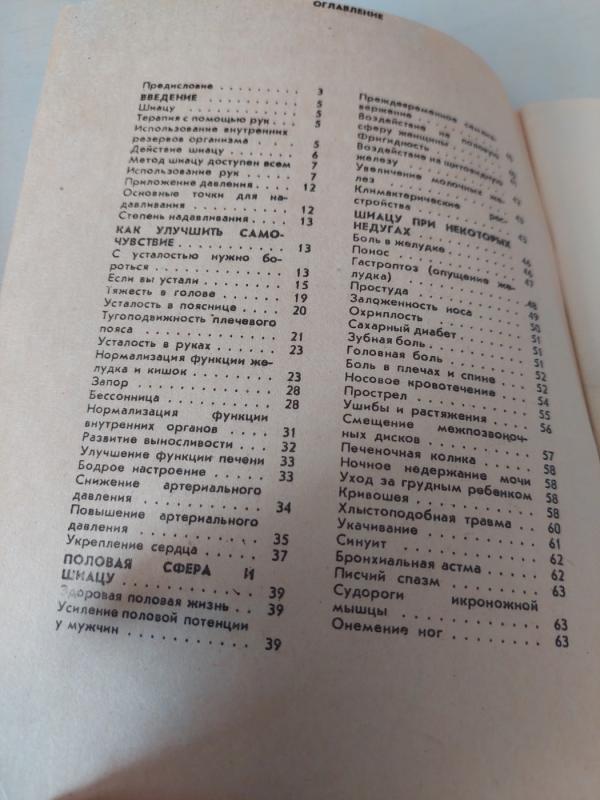 ОГЛАВЛЕНИЕ
Предисловие . . . . . . . . 3
ВВЕДЕНИЕ . . . . . . . . 5
Шиацу . . . . . . . . 5
Терапия с помощью рук . . . 5
Использование внутренних
резервов организма . . . . 5
Действие шиацу . . . . . 6
Метод шиацу доступен всем 7
Использование рук . . . . 7
Приложение давления . . . 12
Основные точки для на-
давливания . . . . . . 12
Степень надавливания . . . 13
КАК УЛУЧШИТЬ САМО-
ЧУВСТВИЕ . . . . . . . 13
С усталостью нужно бо-
роться . . . . . . . . 13
Если вы устали . . . . . 15
Тяжесть в голове . . . . . 19
Усталость в пояснице . . . 20
Тугоподвижность плечевого
пояса . . . . . . . . 21
Усталость в руках . . . . 23
Нормализация функции же-
лудка и кишок . . . . . 23
Запор . . . . . . . . 28
Бессонница . . . . . . . 28
Нормализация функции
внутренних органов . . . . 31
Развитие выносливости . . . 32
Улучшение функции печени 33
Бодрое настроение . . . . 33
Снижение артериального
давления . . . . . . . 34
Повышение артериального
давления . . . . . . . 35
Укрепление сердца . . . . 37
ПОЛОВАЯ СФЕРА И
ШИАЦУ . . . . . . . . 39
Здоровая половая жизнь . . 39
Усиление половой потенции
у мужчин . . . . . . . 39
Преждевременное
вержение . . . . . . .
Воздействие на половую
сферу женщины . . . .
Фригидность . . . . . .
Воздействие на щитовидную
железу . . . . . . .
Увеличение молочных же-
лез . . . . . . . .
Климактерические рас-
стройства . . . . . .
ШИАЦУ ПРИ НЕКОТОРЫХ
НЕДУГАХ . . . . . . .
Боль в желудке . . . . . 46
Понос . . . . . . . . 46
Гастроптоз (опущение же-
лудка) . . . . . . . 48
Простуда . . . . . . . 49
Заложенность носа . . . . 50
Охриплость . . . . . . 51
Сахарный диабет . . . . 51
Зубная боль . . . . . .
Головная боль . . . . .
Боль в плечах и спине . . . 52
Носовое кровотечение . . . 54
Прострел . . . . . . . 55
Ушибы и растяжения . . . 56
Смещение межпозвоноч-
ных дисков . . . . . . 57
Печеночная колика . . . . 58
Ночное недержание мочи 58
Уход за грудным ребенком 58
Кривошея . . . . . . . 58
Хлыстоподобная травма . . 60
Укачивание . . . . . . 61
Синуит . . . . . . . . 62
Бронхиальная астма . . . 62
Писчий спазм . . . . . . 63
Судороги икроножной
мышцы . . . . . . . . 63
Онемение ног . . . . . . 63